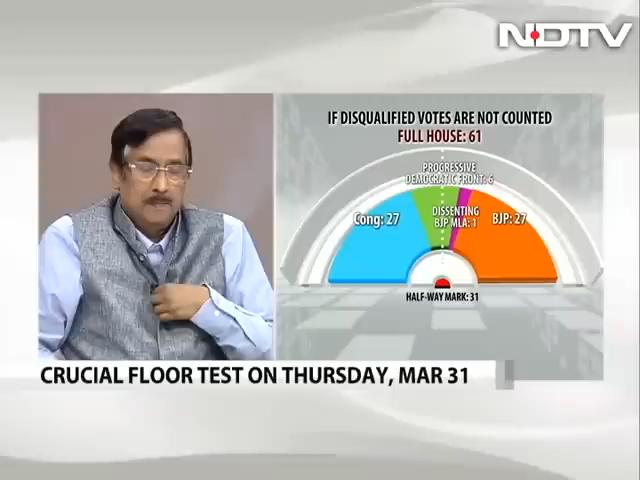 NDTV
IF DISQUALIFIED VOTES ARE NOT COUNTED
FULL HOUSE: 61
PROGRESSIVE
DEMOCRATIC FRONT: 6
Cong: 27
DISSENTING
BJP MLA: 1
BJP: 27
HALF-WAY MARK: 31
CRUCIAL FLOOR TEST ON THURSDAY, MAR 31